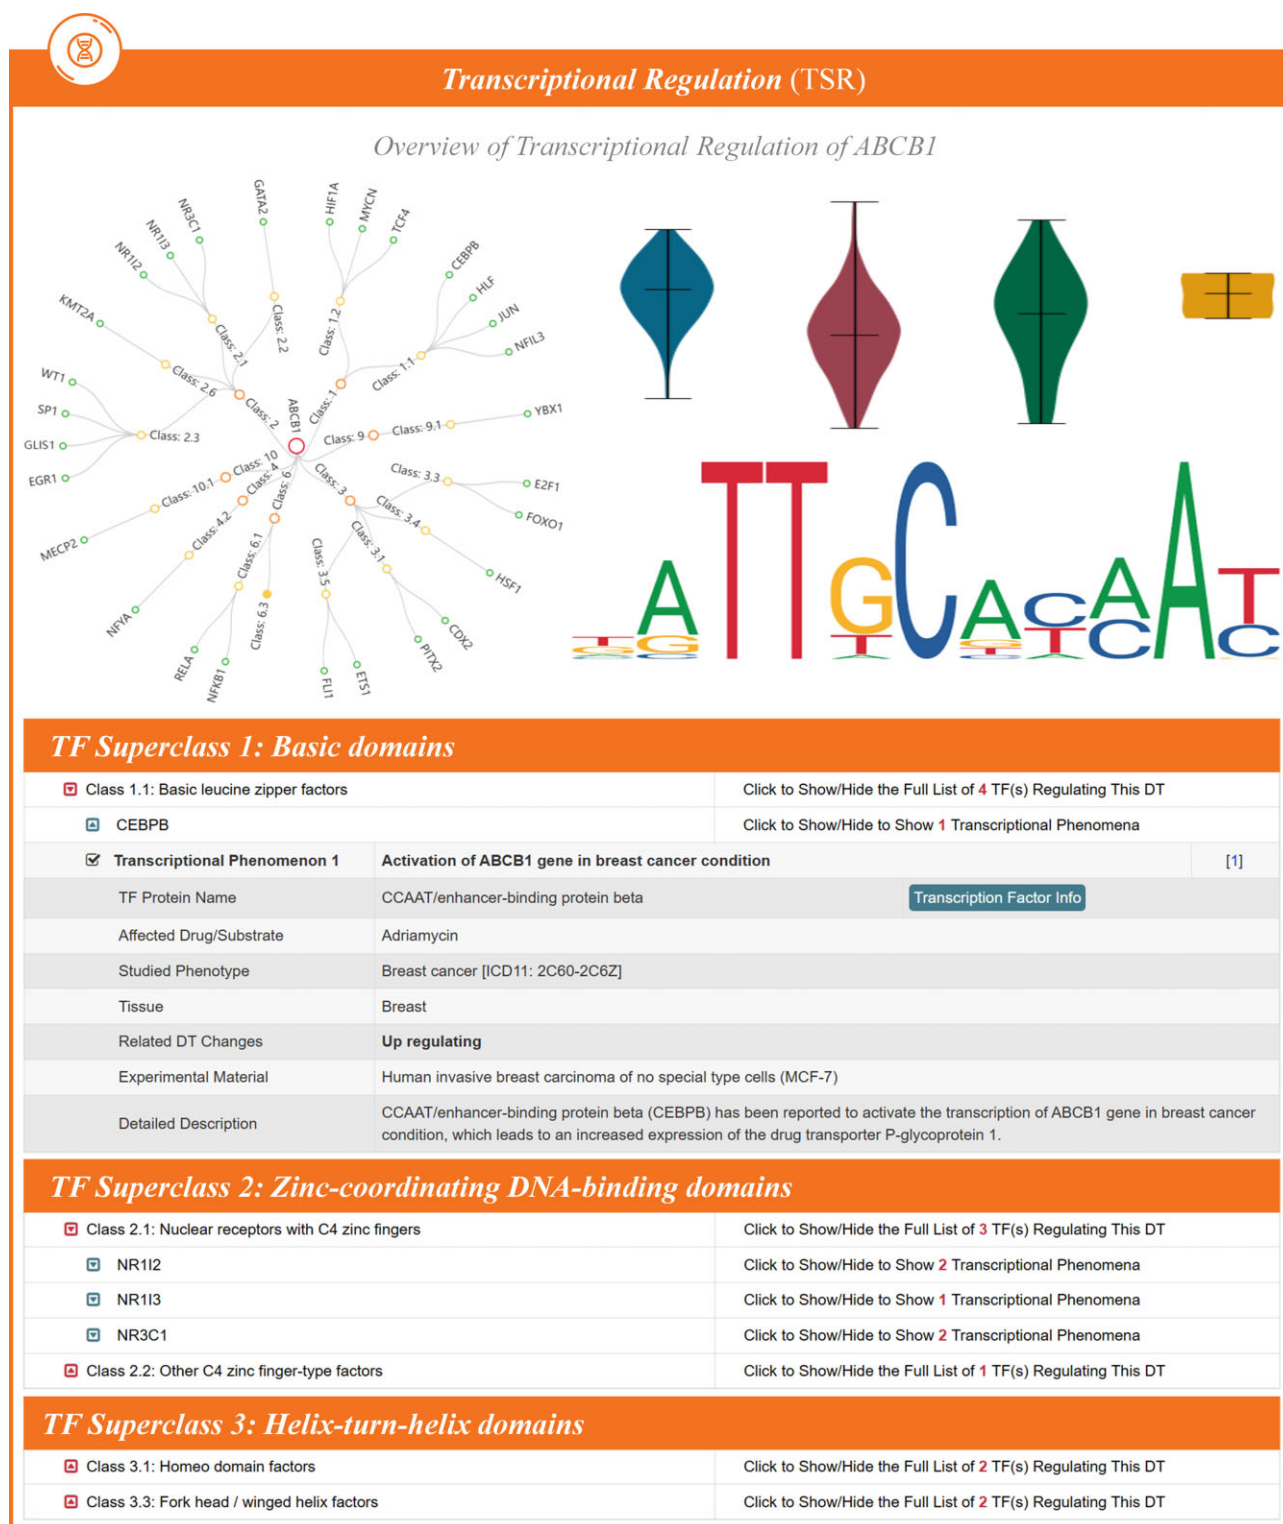 Transcriptional Regulation (TSR)
Overview of Transcriptional Regulation of ABCB1
GATA2
HIF1A
MYCN
TCF4
NR3C1
NR1I3
NR1I2
CEBPB
HLF
JUN
NFIL3
KMT2A
Class: 2.1
Class: 2.2
Class: 1.2
Class: 1.1
Class: 2.6
Class: 2
ABCB1
Class: 1
WT1
SP1
GLIS1
EGR1
Class: 2.3
Class: 9
Class: 9.1
YBX1
Class: 10
Class: 10.1
Class: 4
Class: 6
Class: 3
Class: 3.3
E2F1
FOXO1
MECP2
Class: 4.2
Class: 6.1
Class: 6.3
Class: 3.5
Class: 3.1
Class: 3.4
HSF1
NFYA
RELA
NFKB1
FLI1
ETS1
PITX2
CDX2
TF Superclass 1: Basic domains
Class 1.1: Basic leucine zipper factors Click to Show/Hide the Full List of 4 TF(s) Regulating This DT
CEBPB Click to Show/Hide to Show 1 Transcriptional Phenomena
Transcriptional Phenomenon 1 Activation of ABCB1 gene in breast cancer condition [1]
TF Protein Name CCAAT/enhancer-binding protein beta Transcription Factor Info
Affected Drug/Substrate Adriamycin
Studied Phenotype Breast cancer [ICD11: 2C60-2C6Z]
Tissue Breast
Related DT Changes Up regulating
Experimental Material Human invasive breast carcinoma of no special type cells (MCF-7)
Detailed Description CCAAT/enhancer-binding protein beta (CEBPB) has been reported to activate the transcription of ABCB1 gene in breast cancer
condition, which leads to an increased expression of the drug transporter P-glycoprotein 1.
TF Superclass 2: Zinc-coordinating DNA-binding domains
Class 2.1: Nuclear receptors with C4 zinc fingers Click to Show/Hide the Full List of 3 TF(s) Regulating This DT
NR1I2 Click to Show/Hide to Show 2 Transcriptional Phenomena
NR1I3 Click to Show/Hide to Show 1 Transcriptional Phenomena
NR3C1 Click to Show/Hide to Show 2 Transcriptional Phenomena
Class 2.2: Other C4 zinc finger-type factors Click to Show/Hide the Full List of 1 TF(s) Regulating This DT
TF Superclass 3: Helix-turn-helix domains
Class 3.1: Homeo domain factors Click to Show/Hide the Full List of 2 TF(s) Regulating This DT
Class 3.3: Fork head / winged helix factors Click to Show/Hide the Full List of 2 TF(s) Regulating This DT